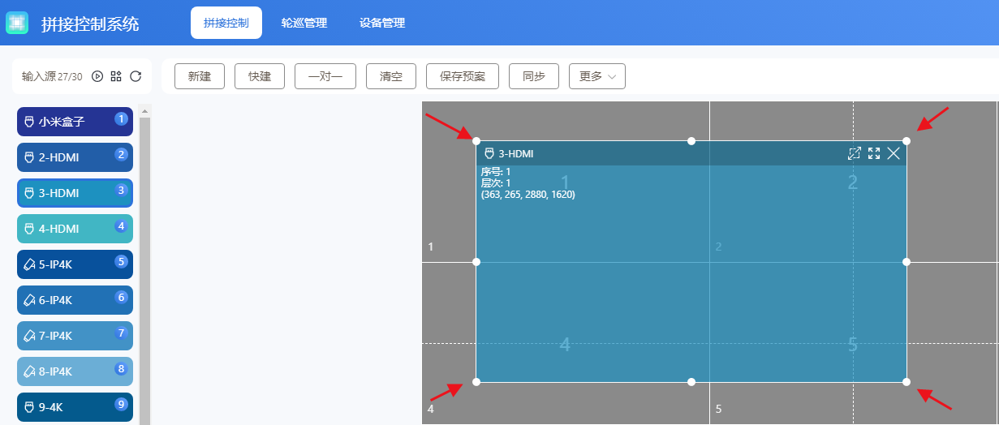 拼接控制系统
拼接控制 轮巡管理 设备管理
输入源 27/30
新建 快建 一对一 清空 保存预案 同步 更多
小米盒子 1
2-HDMI 2
3-HDMI 3
4-HDMI 4
5-IP4K 5
6-IP4K 6
7-IP4K 7
8-IP4K 8
9-4K 9
3-HDMI
序号: 1
层次: 1
(363, 265, 2880, 1620)
1 2
1 2
4 5
4 5